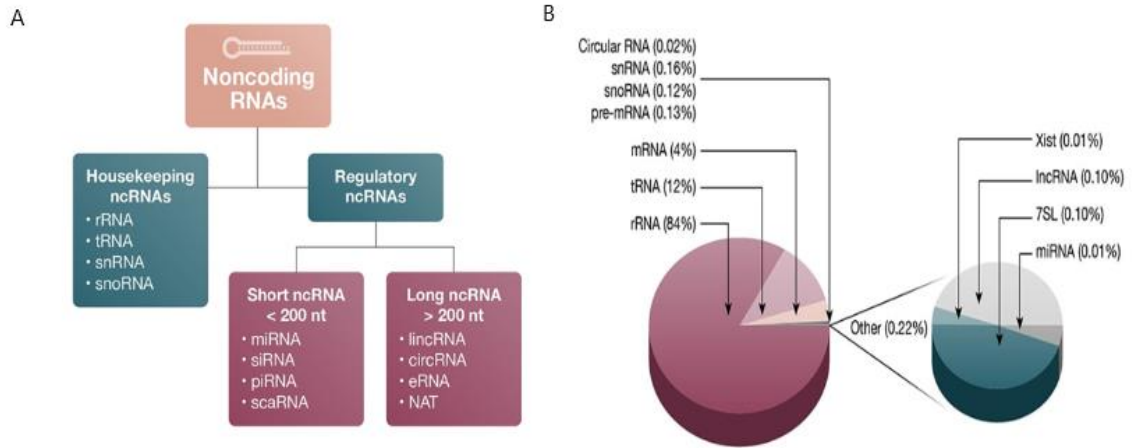 A
Noncoding
RNAs
Housekeeping
ncRNAs
• rRNA
• tRNA
• snRNA
• snoRNA
Regulatory
ncRNAs
Short ncRNA
< 200 nt
• miRNA
• siRNA
• piRNA
• scaRNA
Long ncRNA
> 200 nt
• lincRNA
• circRNA
• eRNA
• NAT
B
Circular RNA (0.02%)
snRNA (0.16%)
snoRNA (0.12%)
pre-mRNA (0.13%)
mRNA (4%)
tRNA (12%)
rRNA (84%)
Other (0.22%)
Xist (0.01%)
lncRNA (0.10%)
7SL (0.10%)
miRNA (0.01%)